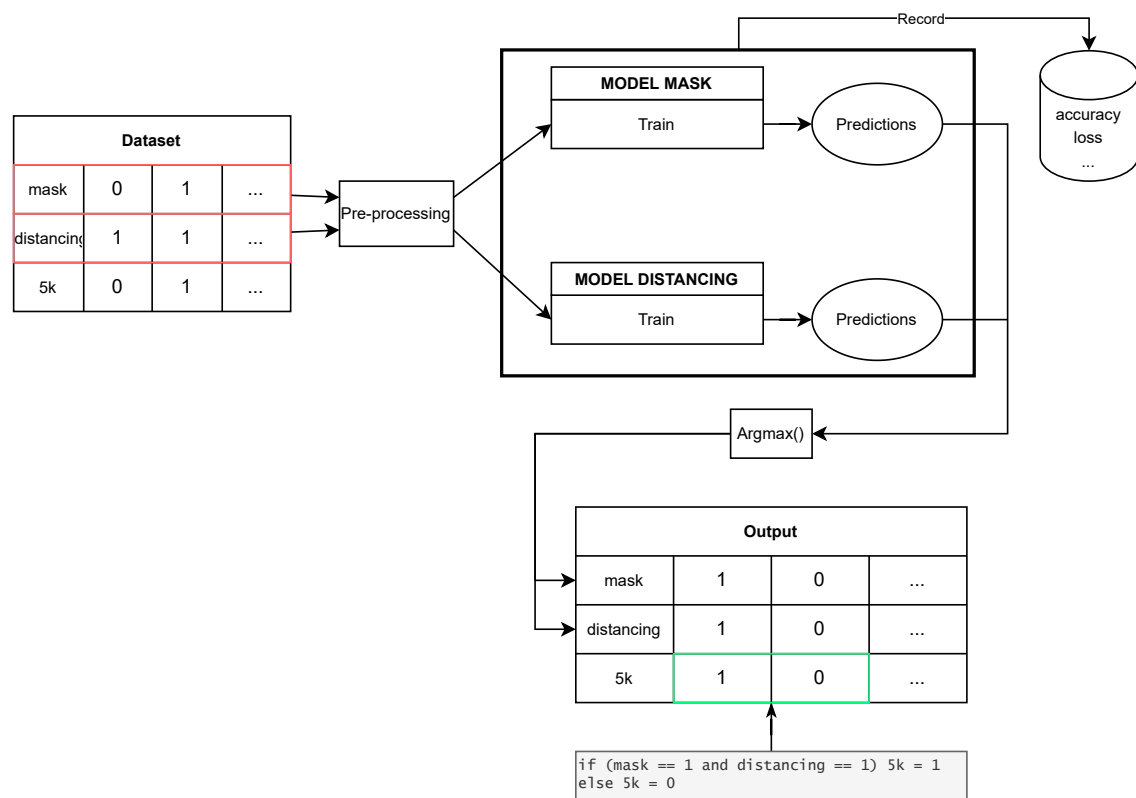 Record
MODEL MASK
Train
Predictions
accuracy
loss
...
Dataset
mask 0 1 ...
distancing 1 1 ...
5k 0 1 ...
Pre-processing
MODEL DISTANCING
Train
Predictions
Argmax()
Output
mask 1 0 ...
distancing 1 0 ...
5k 1 0 ...
if (mask == 1 and distancing == 1) 5k = 1
else 5k = 0